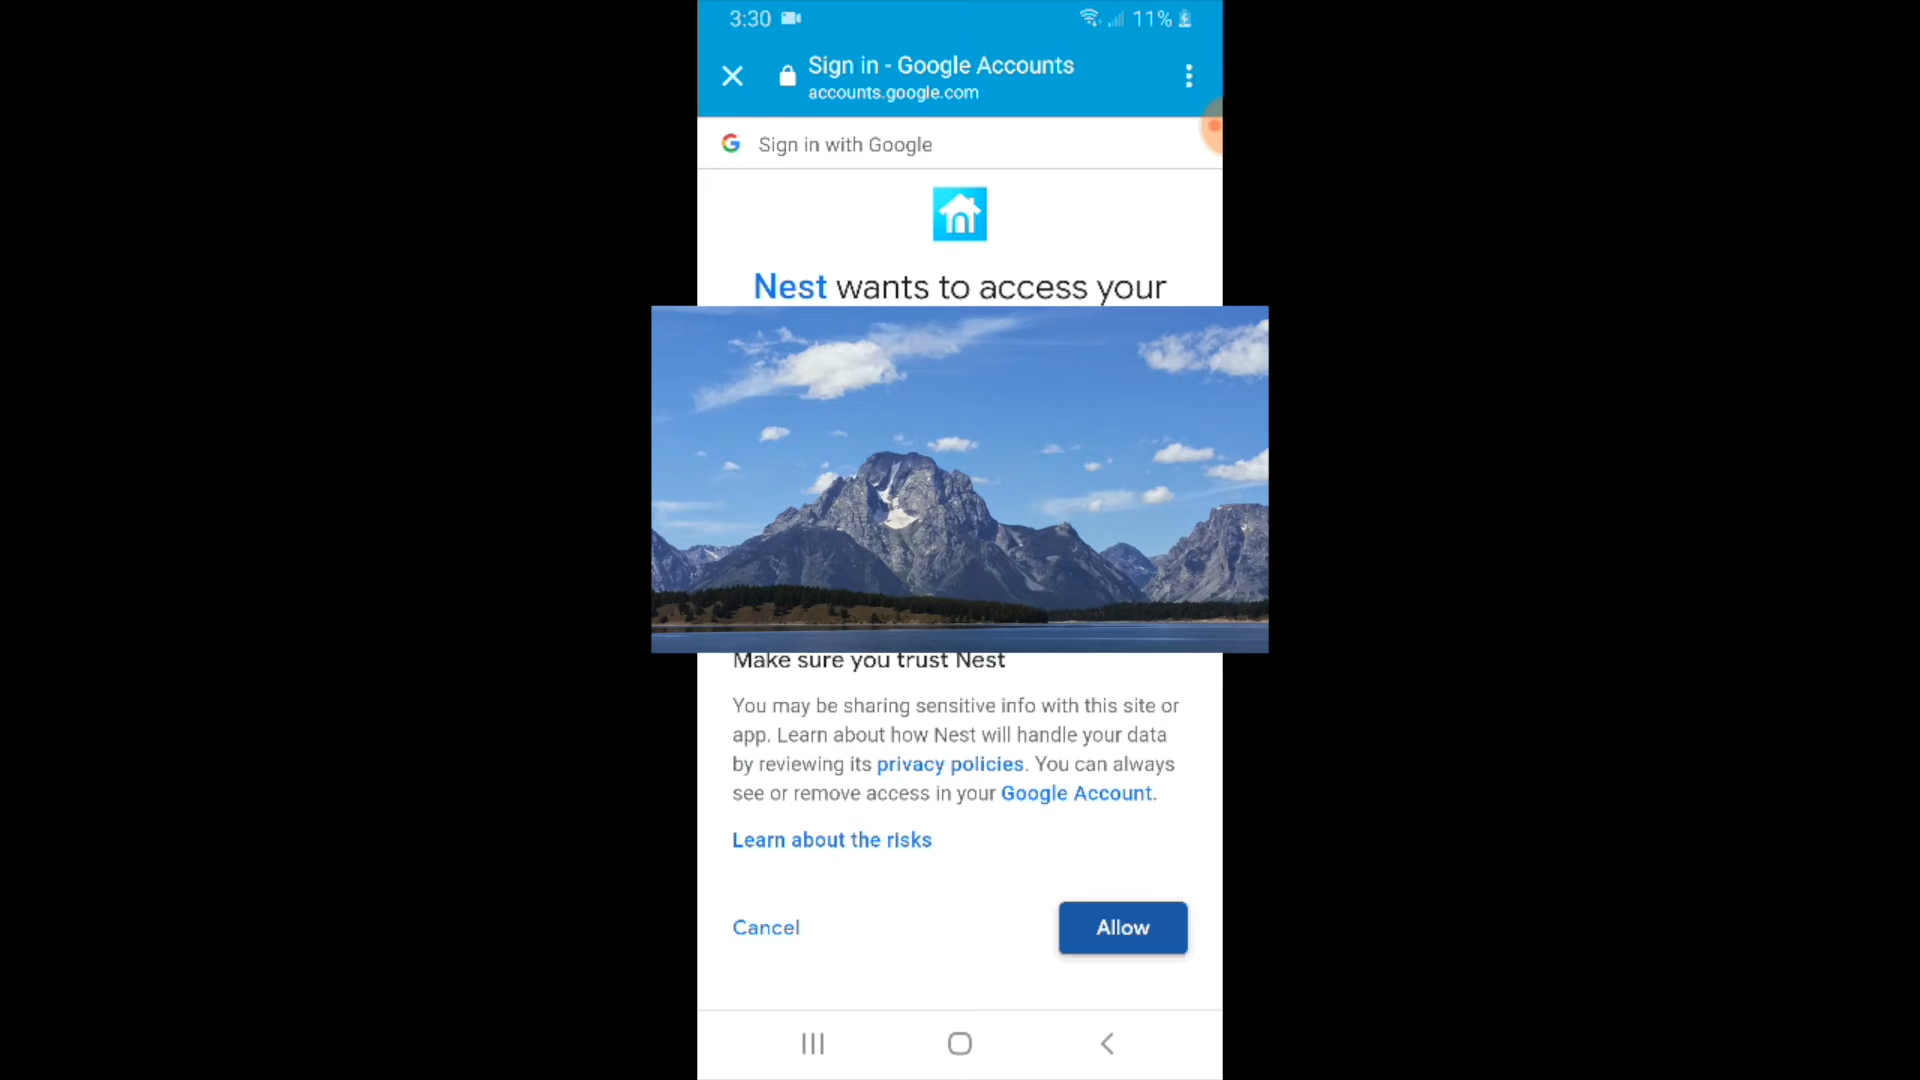 3:30
11%
Sign in - Google Accounts
accounts.google.com
Sign in with Google
Nest wants to access your
Make sure you trust Nest
You may be sharing sensitive info with this site or
app. Learn about how Nest will handle your data
by reviewing its privacy policies. You can always
see or remove access in your Google Account.
Learn about the risks
Cancel
Allow